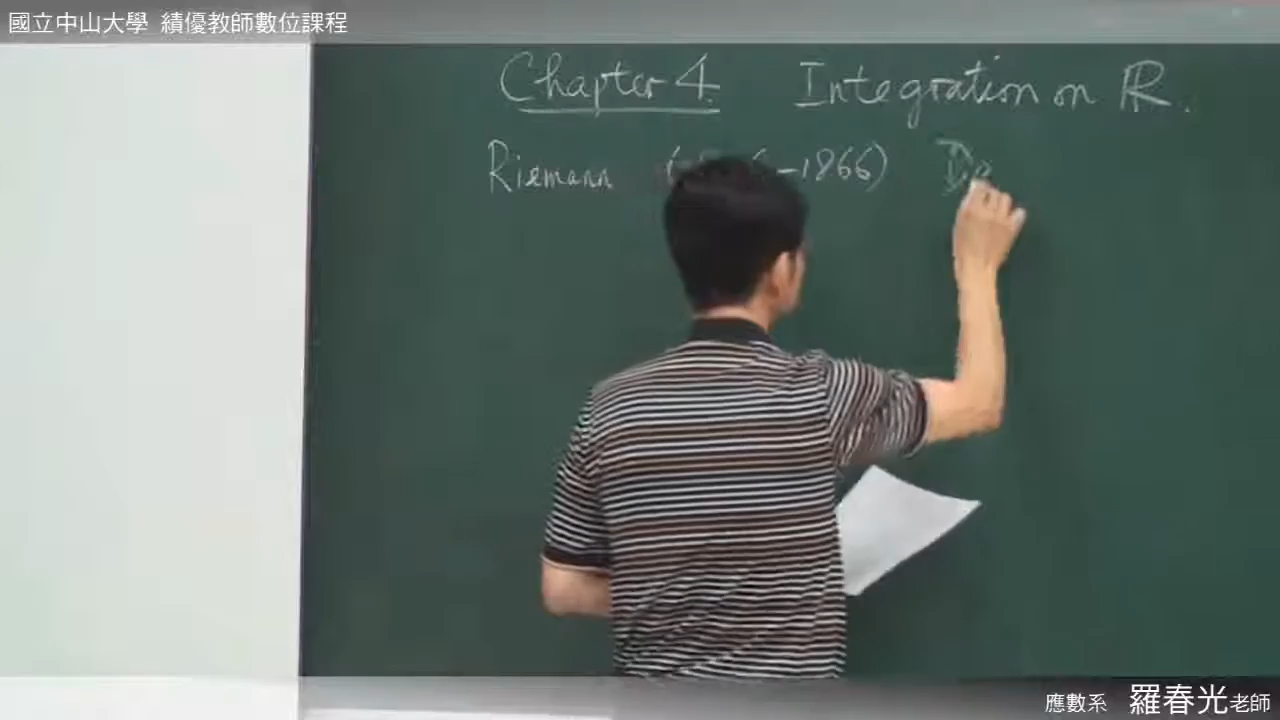 國立中山大學 績優教師數位課程
Chapter 4. Integration on ℝ.
Riemann -1866)
應數系 羅春光老師